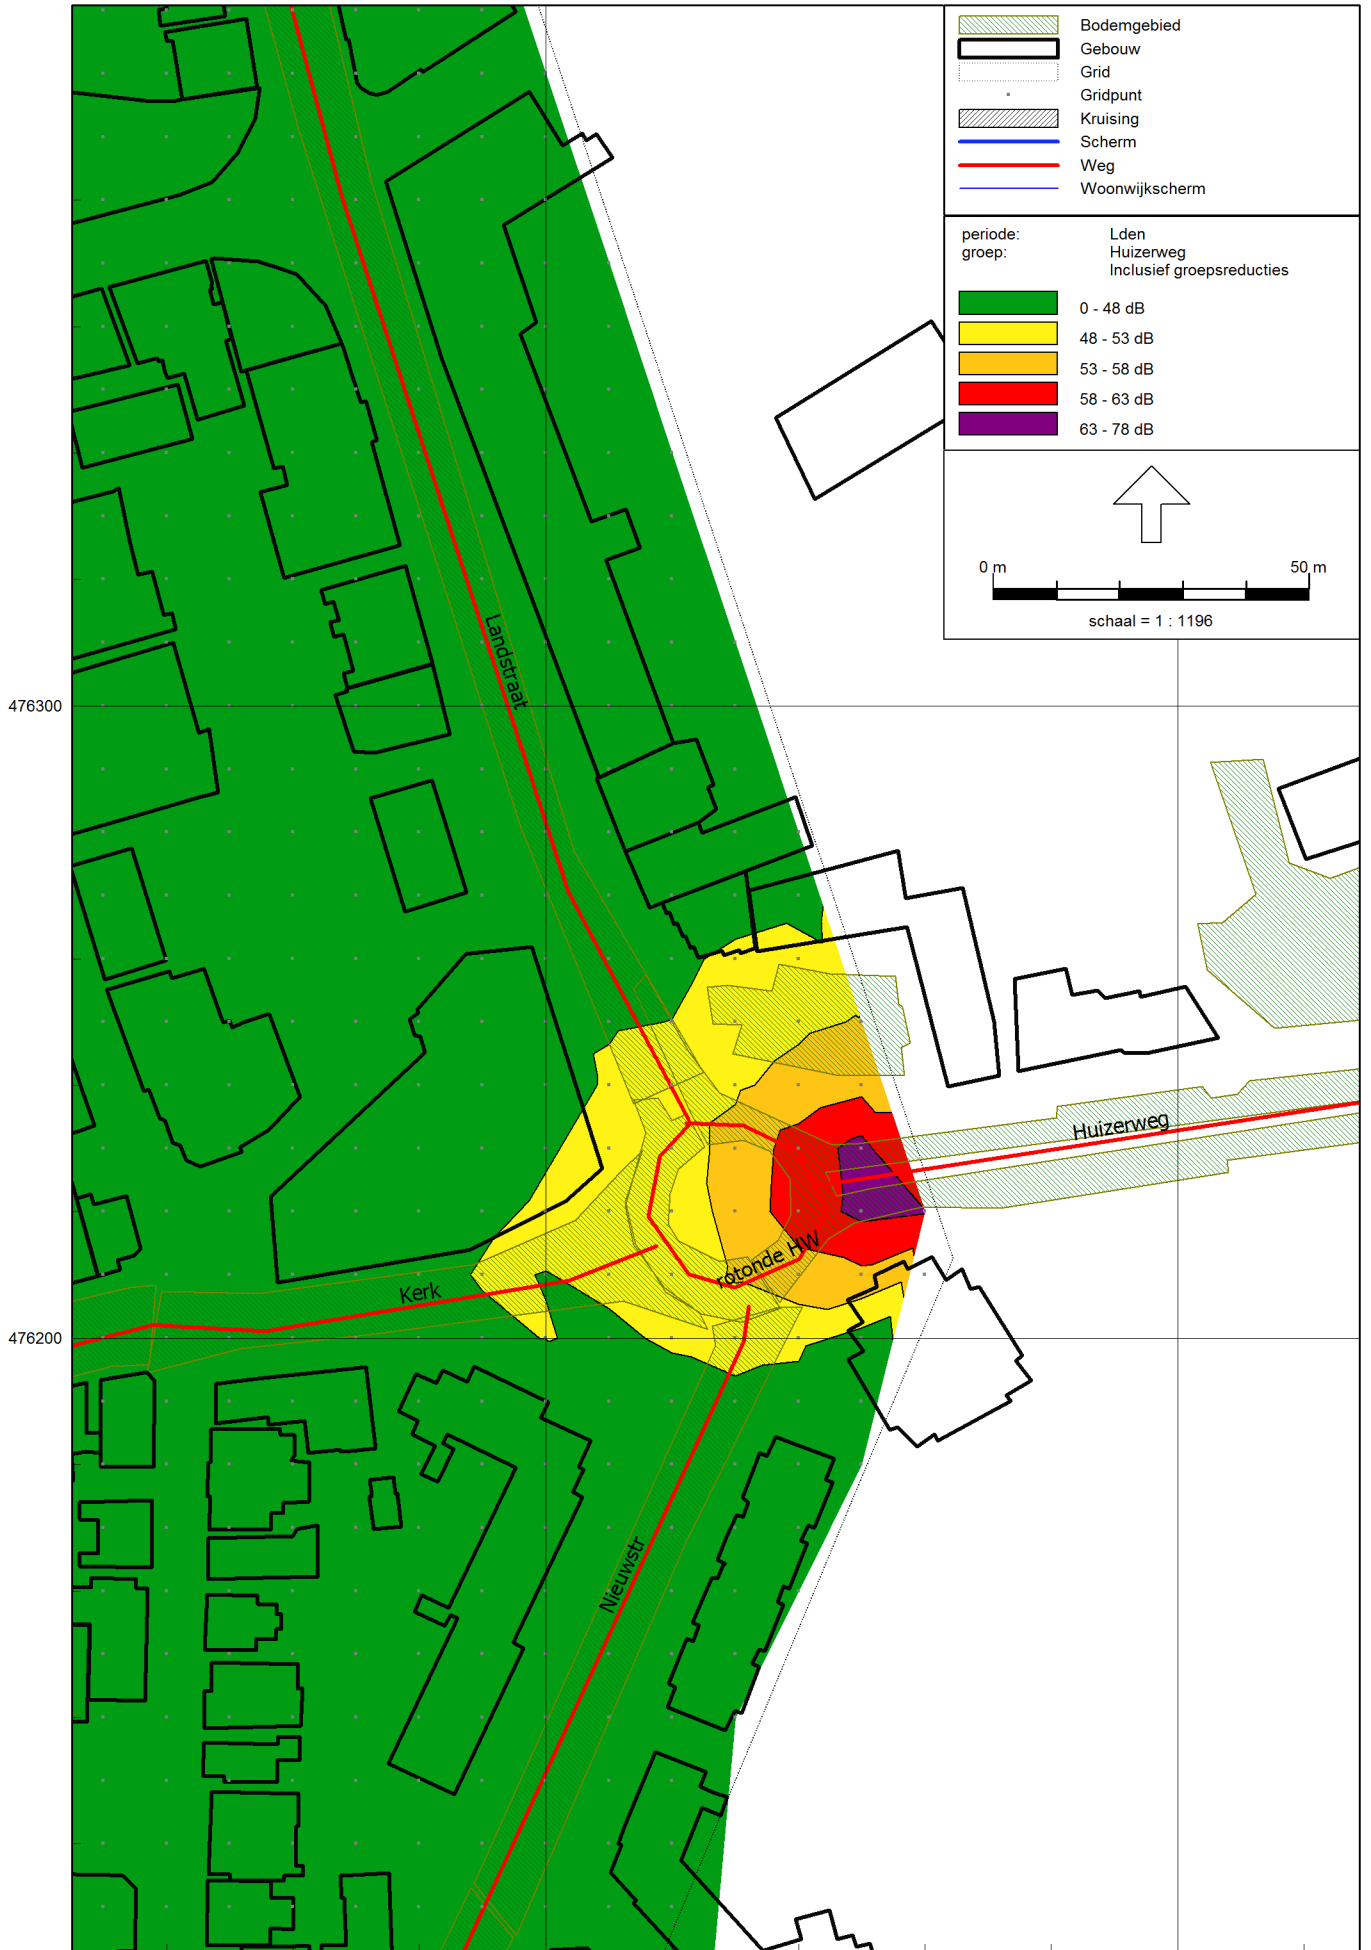 Bodemgebied
Gebouw
Grid
Gridpunt
Kruising
Scherm
Weg
Woonwijkscherm
periode: Lden
groep: Huizerweg
Inclusief groepsreducties
0 - 48 dB
48 - 53 dB
53 - 58 dB
58 - 63 dB
63 - 78 dB
0 m 50 m
schaal = 1 : 1196
Landstraat
476300
Huizerweg
rotonde HW
Kerk
476200
Nieuwstr